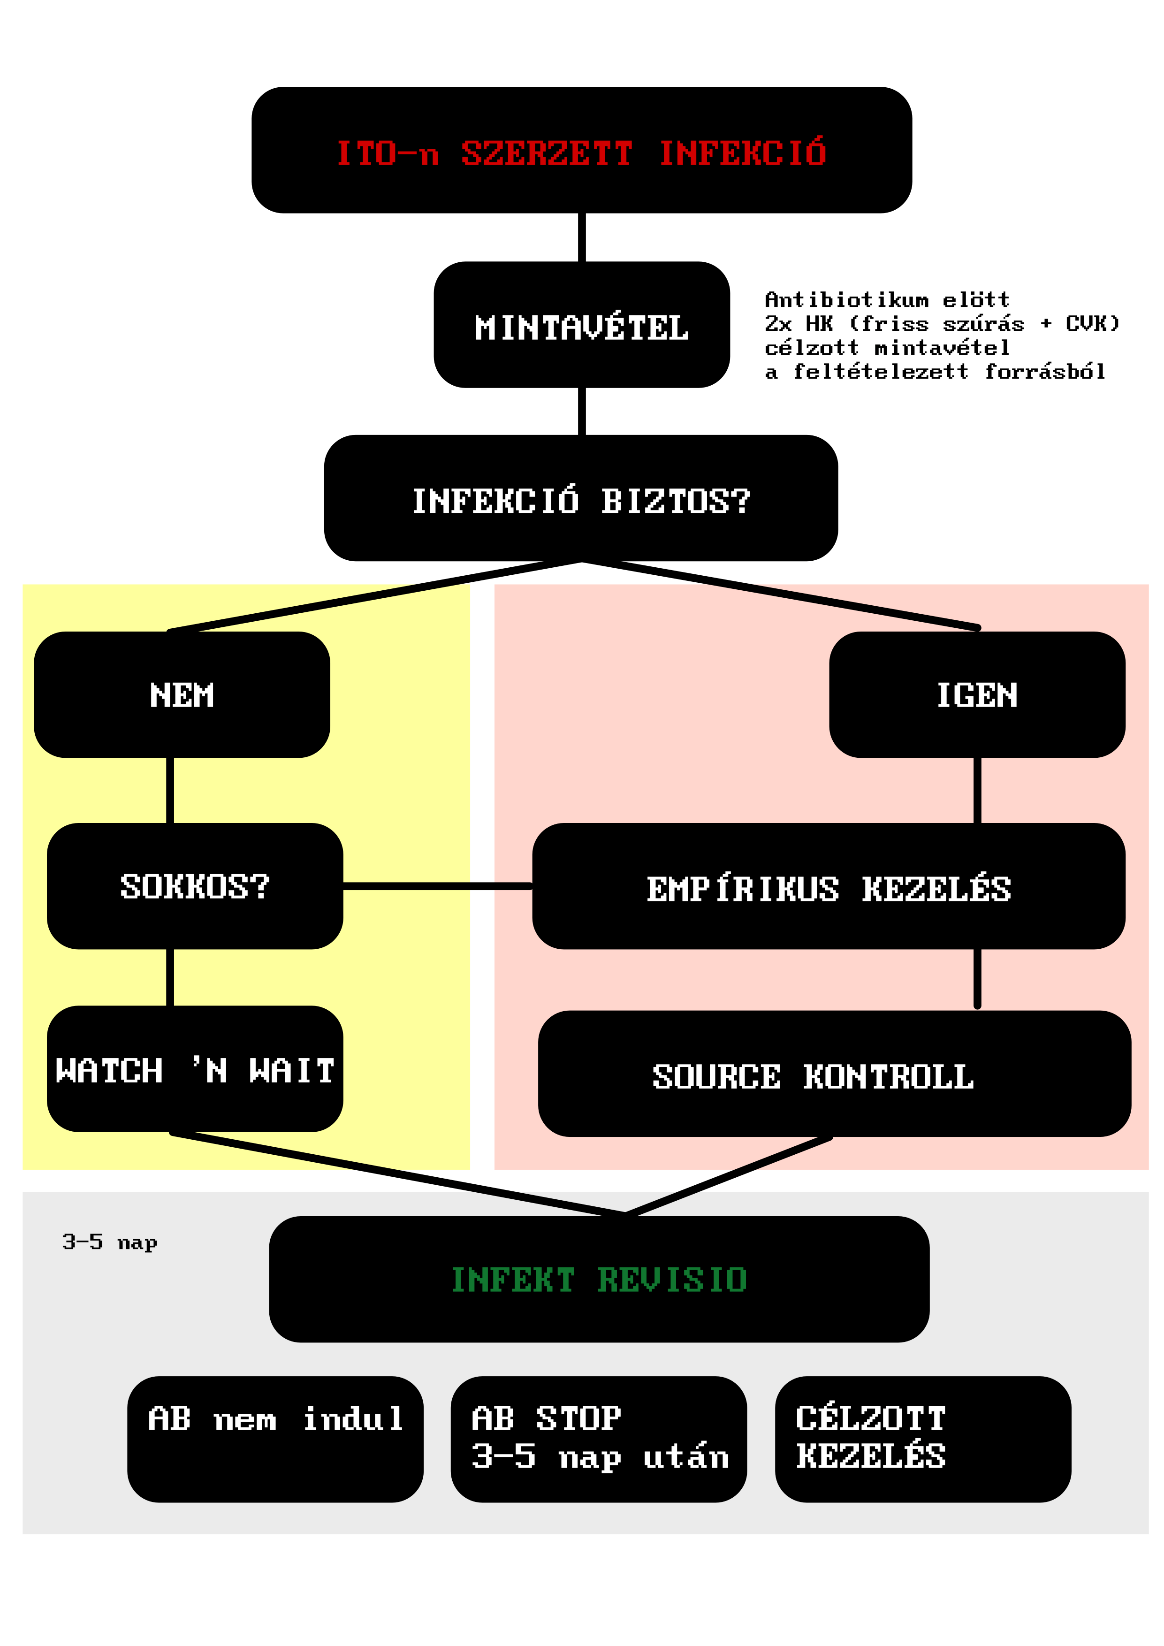 ITO-n SZERZETT INFEKCIÓ
MINTAVÉTEL
Antibiotikum elött
2x HK (friss szúrás + CVK)
célzott mintavétel
a feltételezett forrásból
INFEKCIÓ BIZTOS?
NEM
IGEN
SOKKOS?
EMPÍRIKUS KEZELÉS
WATCH 'N WAIT
SOURCE KONTROLL
3-5 nap
INFEKT REVISIO
AB nem indul
AB STOP
3-5 nap után
CÉLZOTT
KEZELÉS